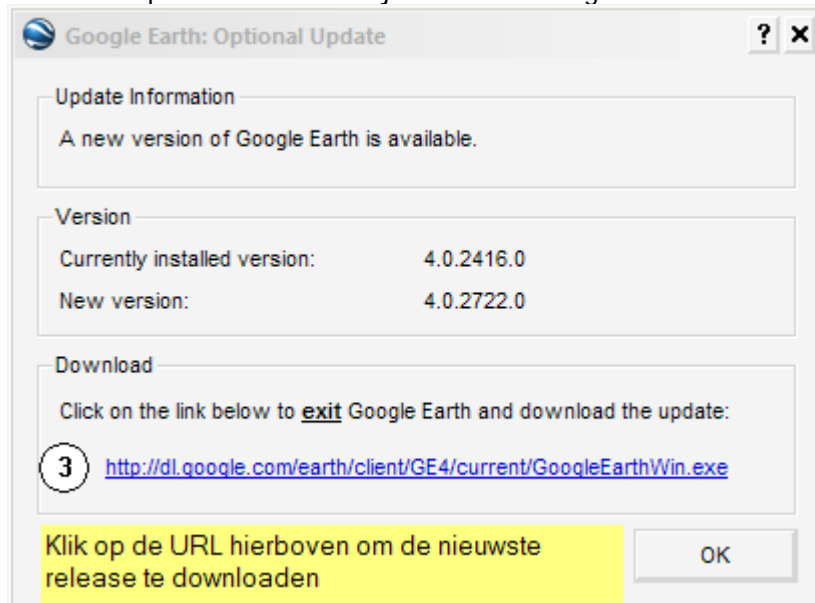 Google Earth: Optional Update
? ×
Update Information
A new version of Google Earth is available.
Version
Currently installed version: 4.0.2416.0
New version: 4.0.2722.0
Download
Click on the link below to exit Google Earth and download the update:
3 http://dl.google.com/earth/client/GE4/current/GoogleEarthWin.exe
Klik op de URL hierboven om de nieuwste
release te downloaden
OK